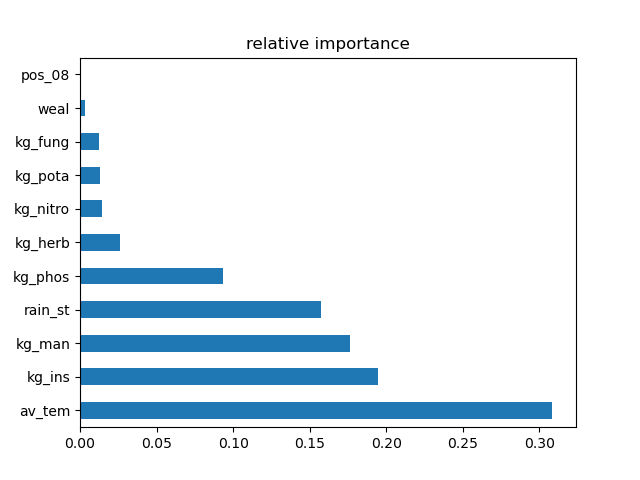 relative importance
pos_08
weal
kg_fung
kg_pota
kg_nitro
kg_herb
kg_phos
rain_st
kg_man
kg_ins
av_tem
0.00 0.05 0.10 0.15 0.20 0.25 0.30